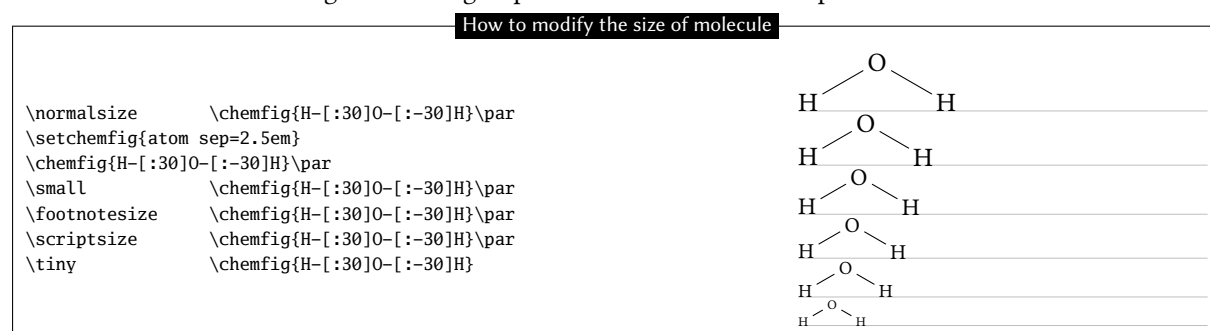 How to modify the size of molecule
\normalsize \chemfig{H-[:30]O-[:-30]H}\par
\setchemfig{atom sep=2.5em}
\chemfig{H-[:30]O-[:-30]H}\par
\small \chemfig{H-[:30]O-[:-30]H}\par
\footnotesize \chemfig{H-[:30]O-[:-30]H}\par
\scriptsize \chemfig{H-[:30]O-[:-30]H}\par
\tiny \chemfig{H-[:30]O-[:-30]H}
O
H H
O
H H
O
H H
O
H H
O
H H
O
H H